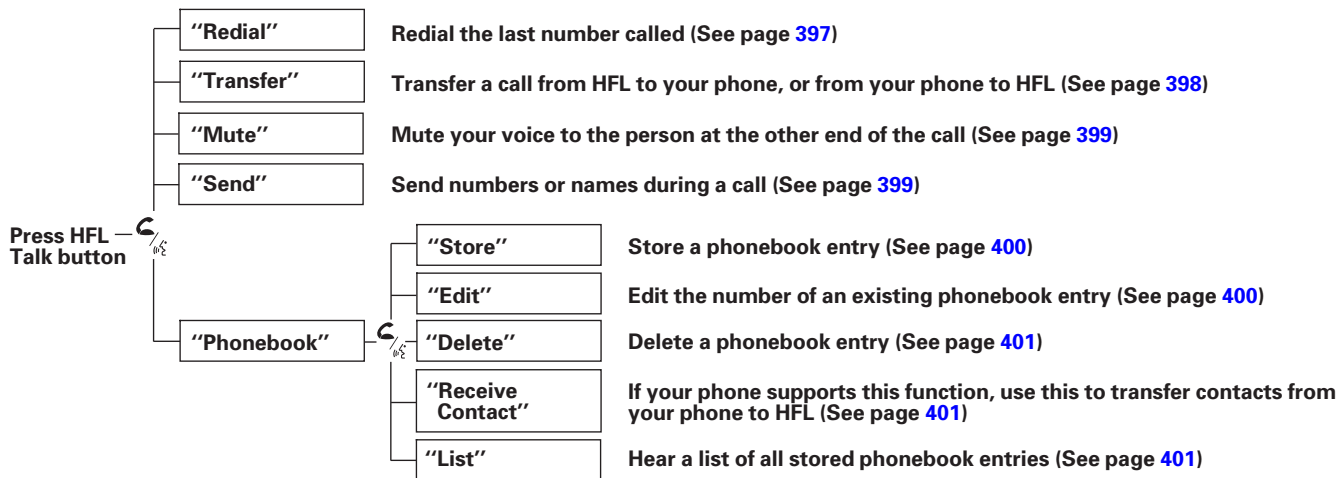 "Redial" Redial the last number called (See page 397)
"Transfer" Transfer a call from HFL to your phone, or from your phone to HFL (See page 398)
"Mute" Mute your voice to the person at the other end of the call (See page 399)
"Send" Send numbers or names during a call (See page 399)
Press HFL
Talk button
"Phonebook"
"Store" Store a phonebook entry (See page 400)
"Edit" Edit the number of an existing phonebook entry (See page 400)
"Delete" Delete a phonebook entry (See page 401)
"Receive
Contact"
If your phone supports this function, use this to transfer contacts from
your phone to HFL (See page 401)
"List" Hear a list of all stored phonebook entries (See page 401)